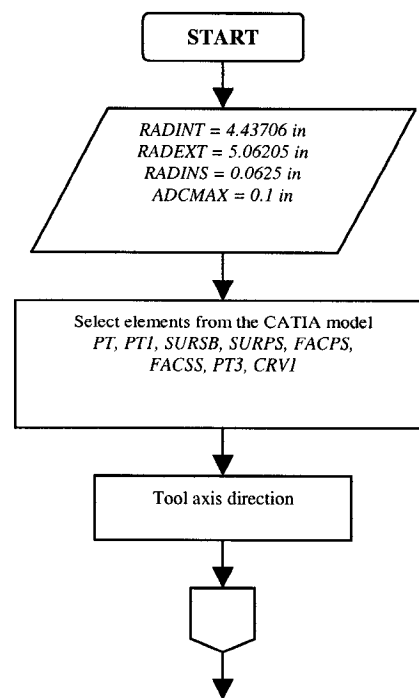 START
RADINT = 4.43706 in
RADEXT = 5.06205 in
RADINS = 0.0625 in
ADCMAX = 0.1 in
Select elements from the CATIA model
PT, PT1, SURSB, SURPS, FACPS,
FACSS, PT3, CRV1
Tool axis direction